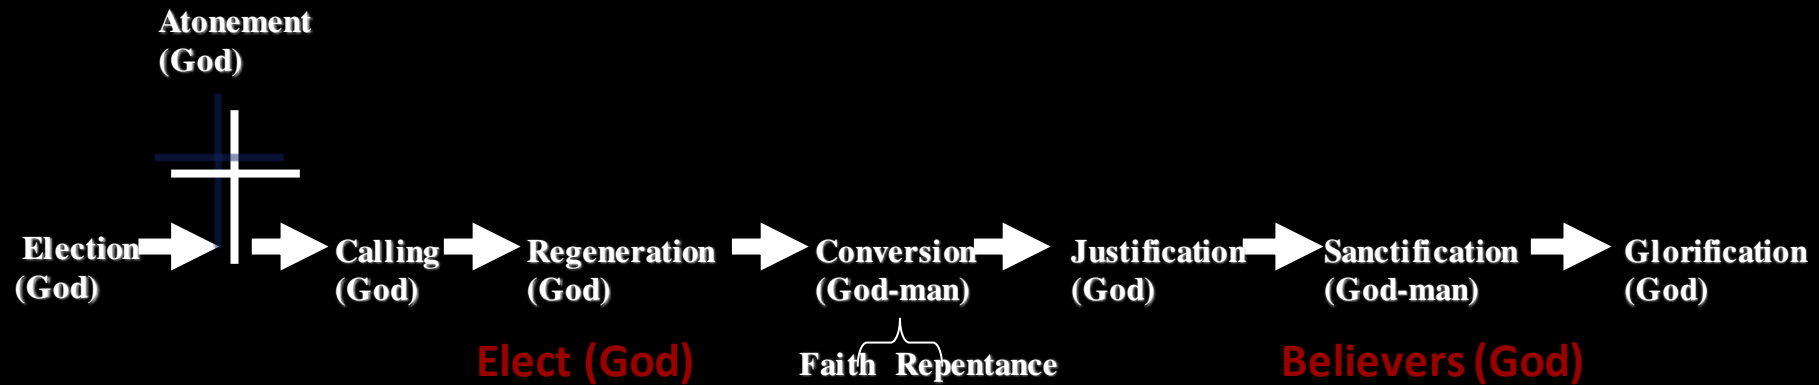 Atonement
(God)
Election
(God)
Calling
(God)
Regeneration
(God)
Conversion
(God-man)
Faith Repentance
Justification
(God)
Sanctification
(God-man)
Glorification
(God)
Elect (God)
Believers (God)